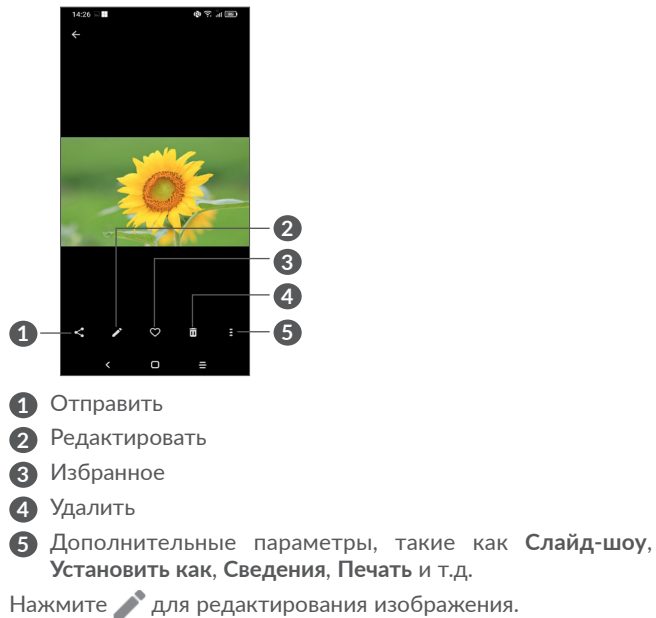 14:26
2
3
4
1
5
1 Отправить
2 Редактировать
3 Избранное
4 Удалить
5 Дополнительные параметры, такие как Слайд-шоу,
Установить как, Сведения, Печать и т.д.
Нажмите для редактирования изображения.